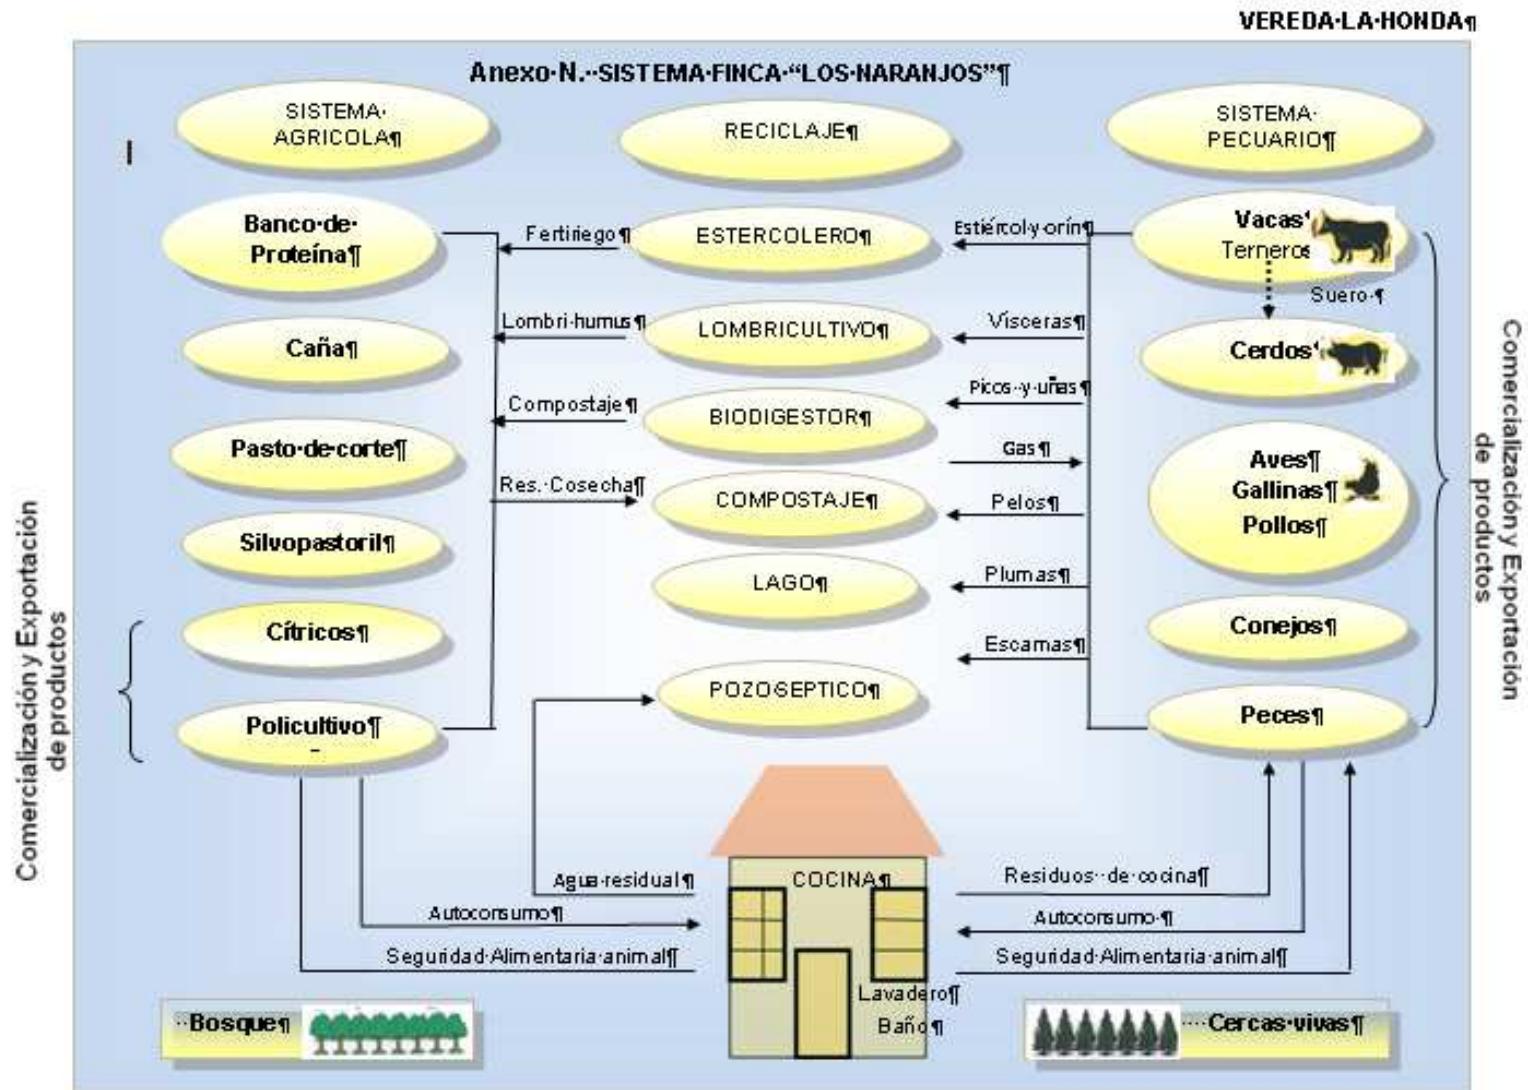 VEREDA·LA·HONDA¶
Anexo·N.··SISTEMA·FINCA·“LOS·NARANJOS”¶
SISTEMA·
AGRICOLA¶
RECICLAJE¶
SISTEMA·
PECUARIO¶
Banco·de·
Proteína¶
Fertiriego¶
ESTERCOLERO¶
Estiércol·y·orín¶
Vacas¶
Terneros
Suero·¶
Caña¶
Lombri·humus¶
LOMBRICULTIVO¶
Vísceras¶
Cerdos¶
Pasto·de·corte¶
Compostaje¶
BIODIGESTOR¶
Picos··y·uñas¶
Gas¶
Aves¶
Gallinas¶
Pollos¶
Res.·Cosecha¶
COMPOSTAJE¶
Pelos¶
Silvopastoril¶
LAGO¶
Plumas¶
Cítricos¶
Escamas¶
Conejos¶
Policultivo¶
POZO·SEPTICO¶
Peces¶
Comercialización y Exportación
de productos
Comercialización y Exportación
de productos
Agua·residual¶
COCINA¶
Residuos··de·cocina¶
Autoconsumo¶
Autoconsumo·¶
Seguridad·Alimentaria·animal¶
Seguridad·Alimentaria·animal¶
Lavadero¶
Baño¶
··Bosque¶
····Cercas·vivas¶